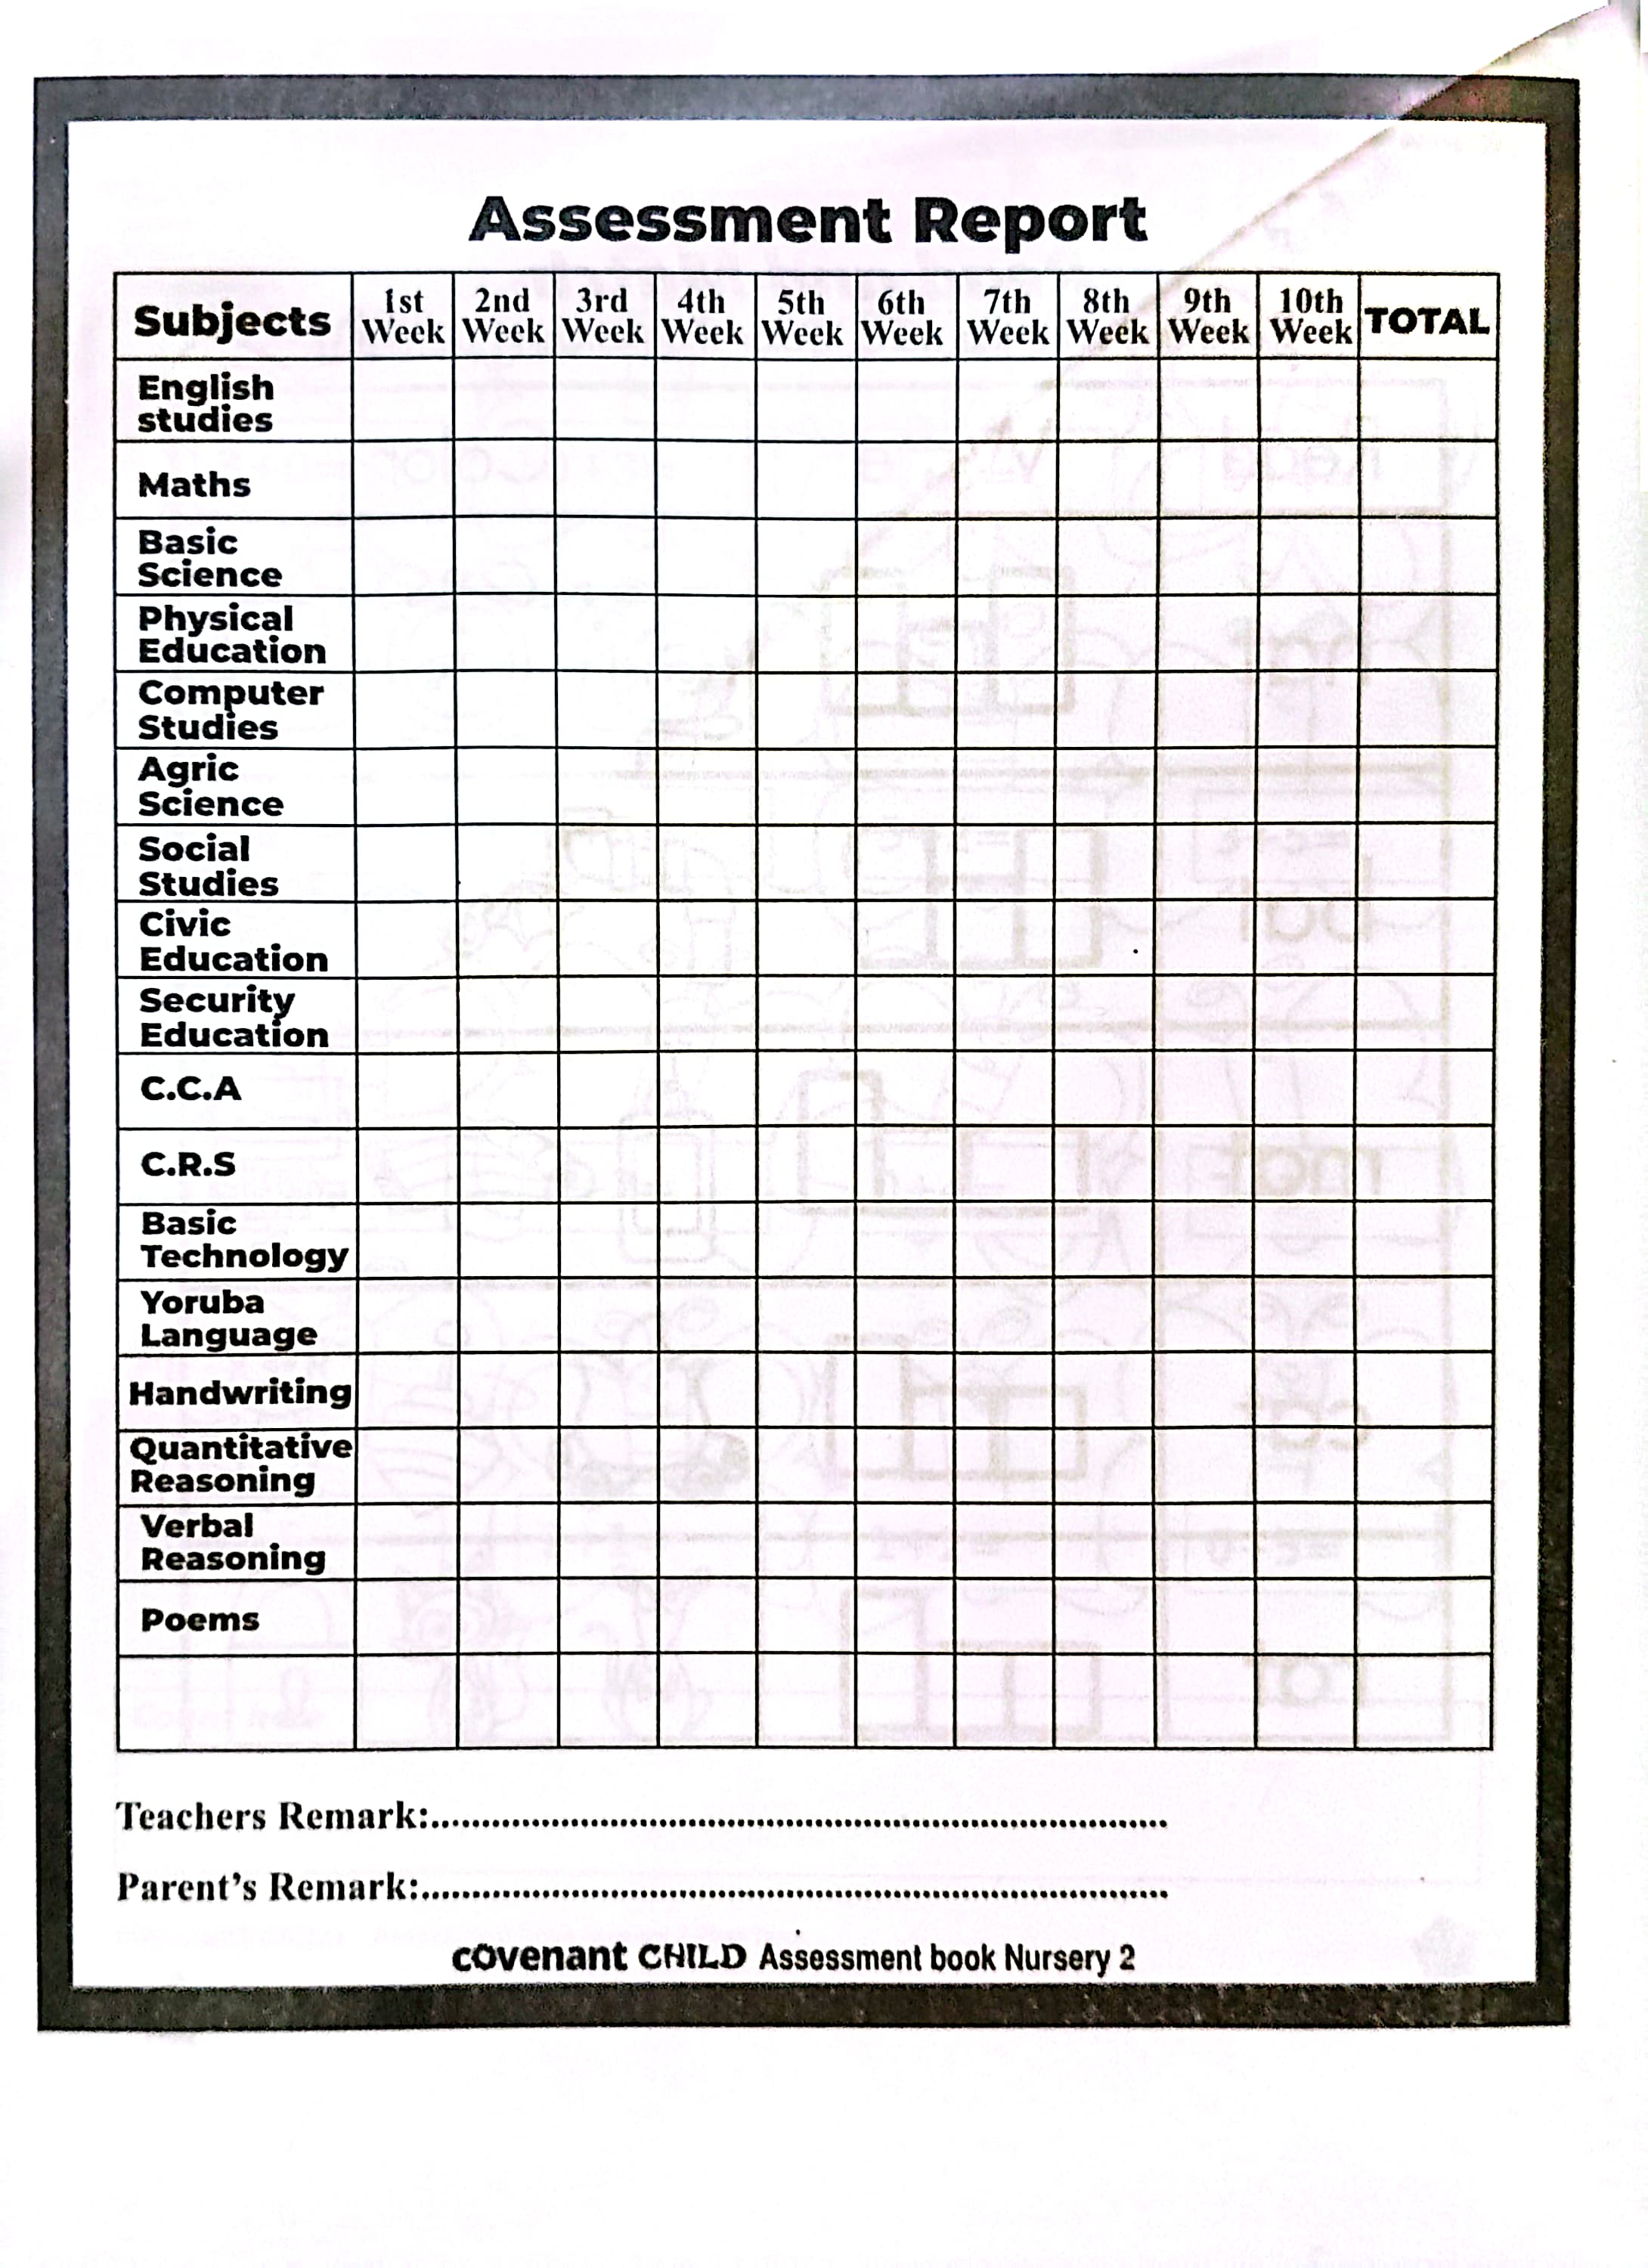 Assessment Report
Subjects 1st Week 2nd Week 3rd Week 4th Week 5th Week 6th Week 7th Week 8th Week 9th Week 10th Week TOTAL
English
studies
Maths
Basic
Science
Physical
Education
Computer
Studies
Agric
Science
Social
Studies
Civic
Education
Security
Education
C.C.A
C.R.S
Basic
Technology
Yoruba
Language
Handwriting
Quantitative
Reasoning
Verbal
Reasoning
Poems
Teachers Remark:....................................................................................
Parent's Remark:....................................................................................
cOvenant CHILD Assessment book Nursery 2